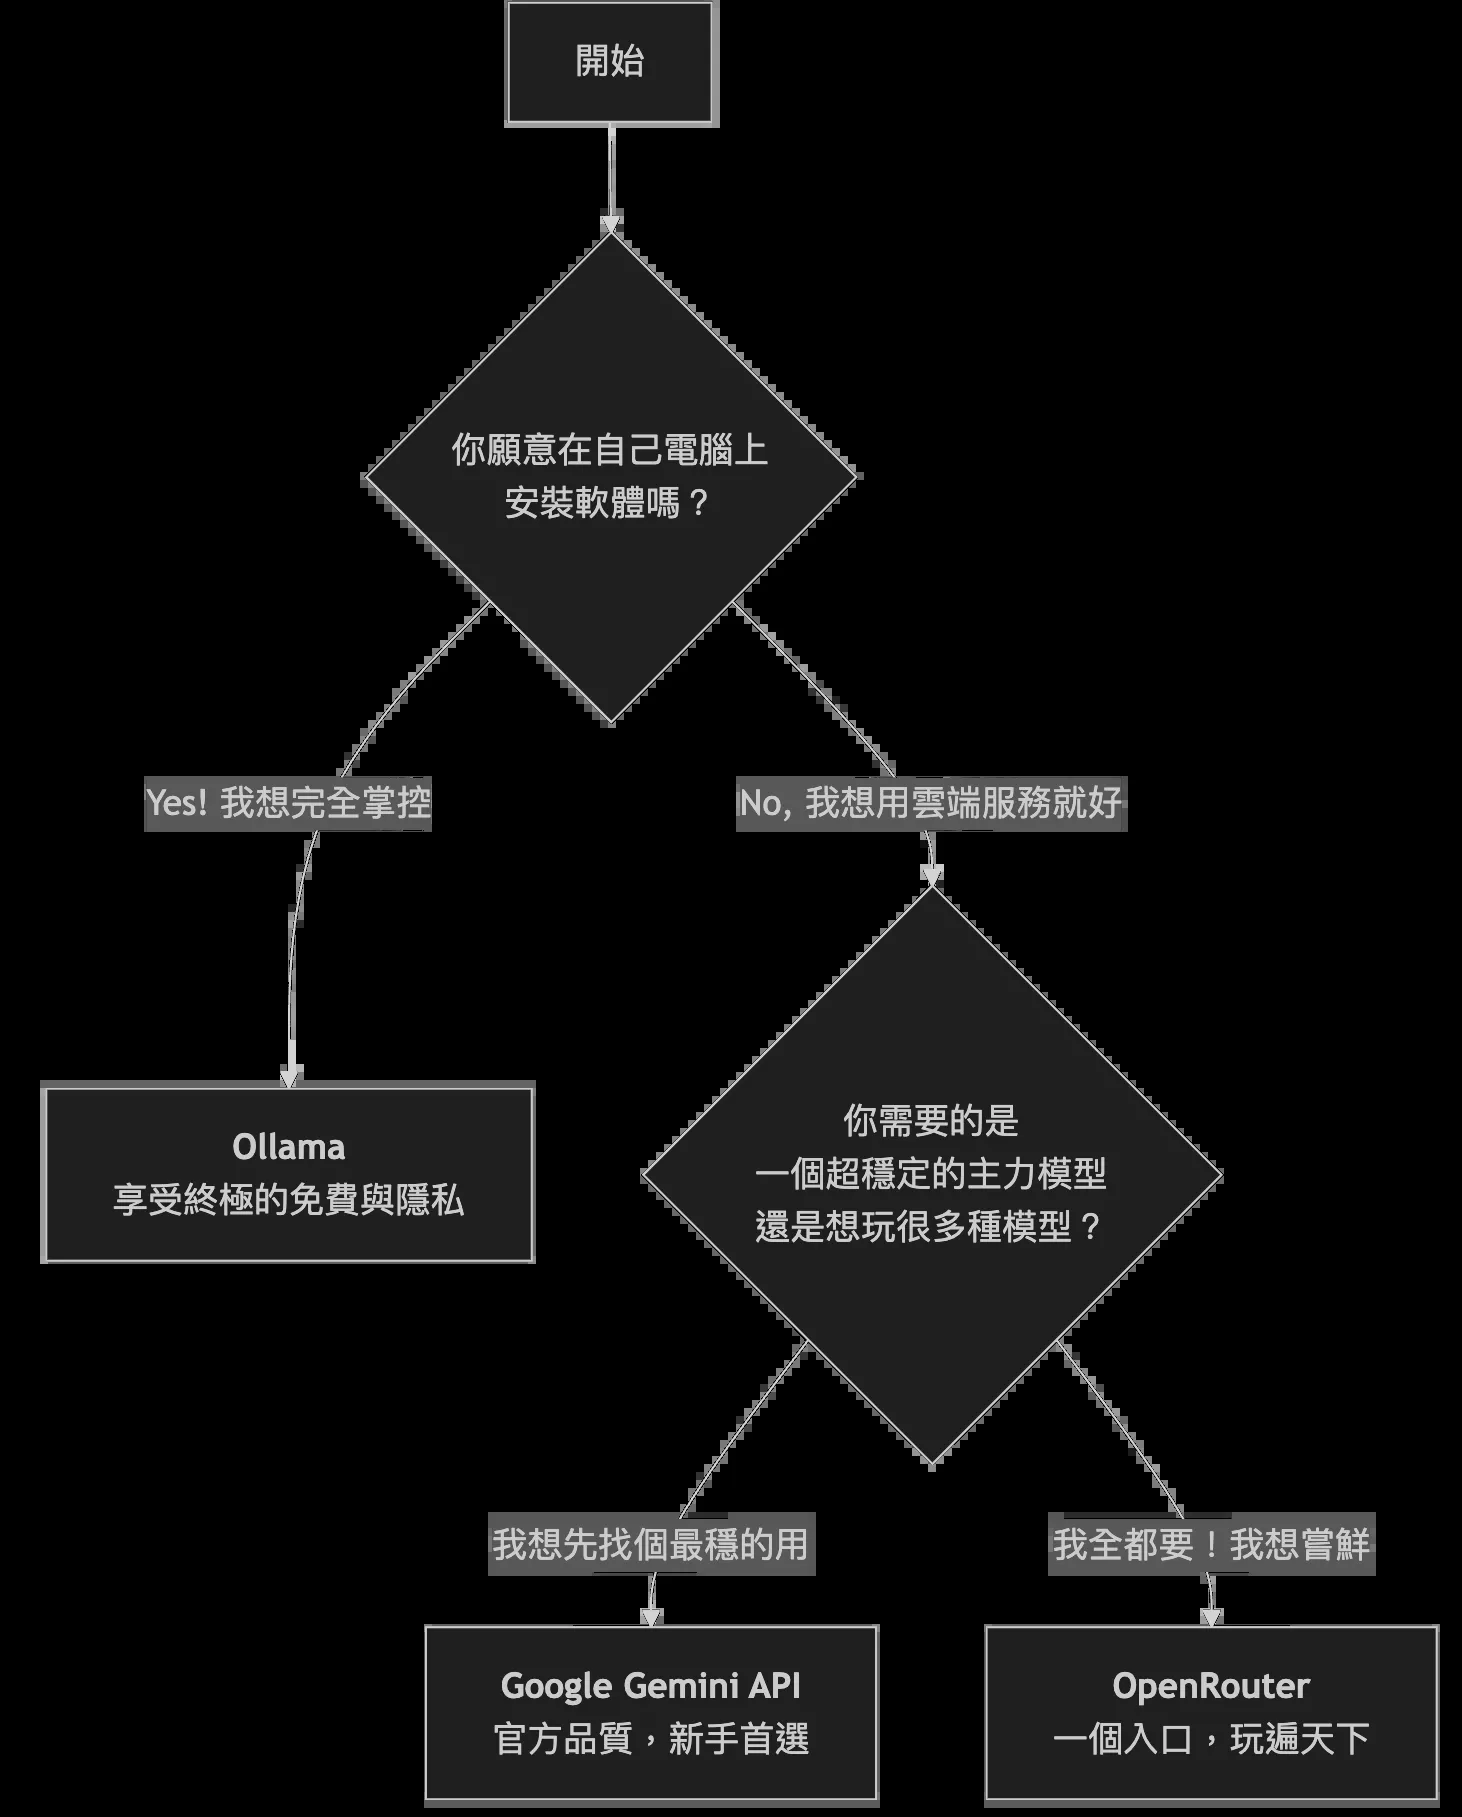 開始
你願意在自己電腦上
安裝軟體嗎？
Yes! 我想完全掌控
No, 我想用雲端服務就好
Ollama
享受終極的免費與隱私
你需要的是
一個超穩定的主力模型
還是想玩很多種模型？
我想先找個最穩的用
我全都要！我想嘗鮮
Google Gemini API
官方品質，新手首選
OpenRouter
一個入口，玩遍天下